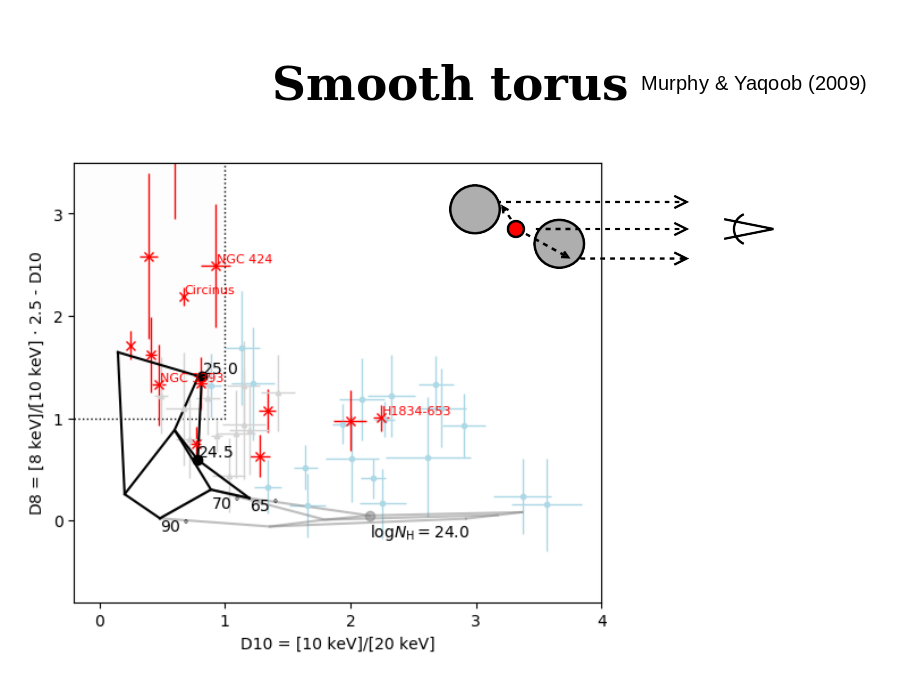 Smooth torus Murphy & Yaqoob (2009)
D8 = [8 keV]/[10 keV] · 2.5 - D10
3
2
1
0
NGC 424
Circinus
25.0
H1834-653
24.5
70°
65°
90°
logN_H = 24.0
0 1 2 3 4
D10 = [10 keV]/[20 keV]